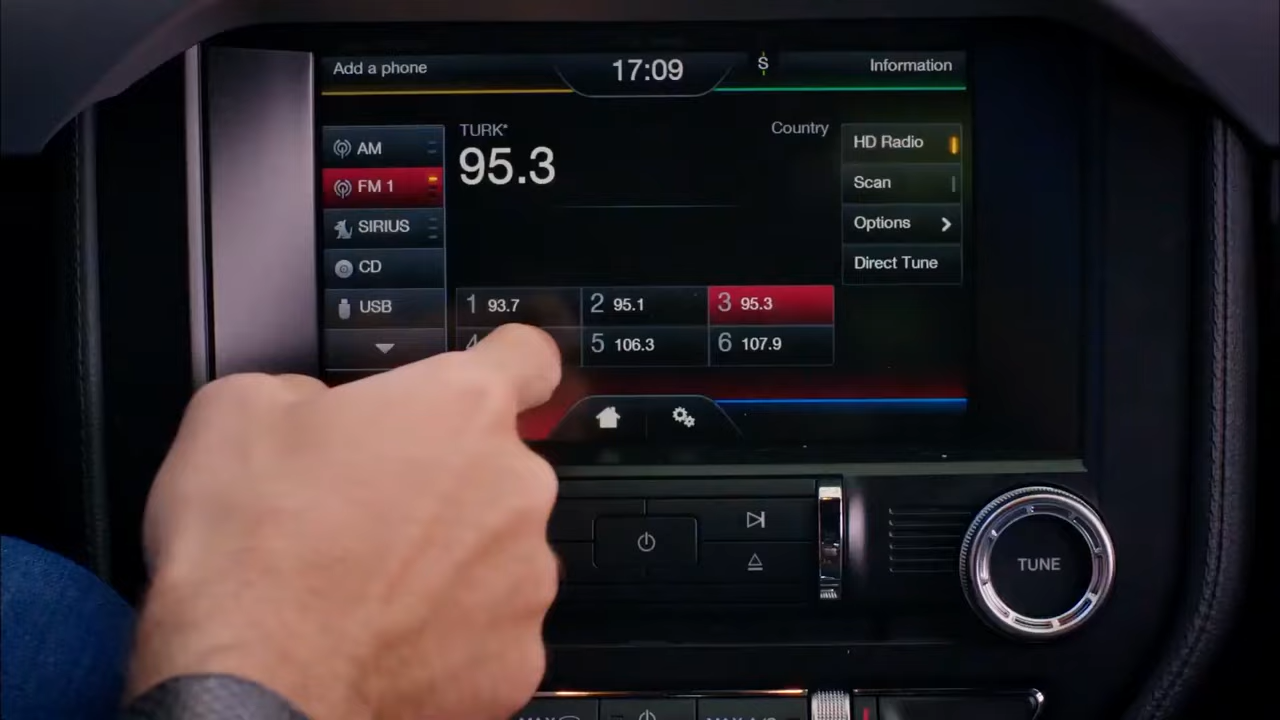 Add a phone
17:09
Information
AM
FM 1
SIRIUS
CD
USB
TURK*
95.3
Country
HD Radio
Scan
Options
Direct Tune
1 93.7
2 95.1
3 95.3
4
5 106.3
6 107.9
TUNE